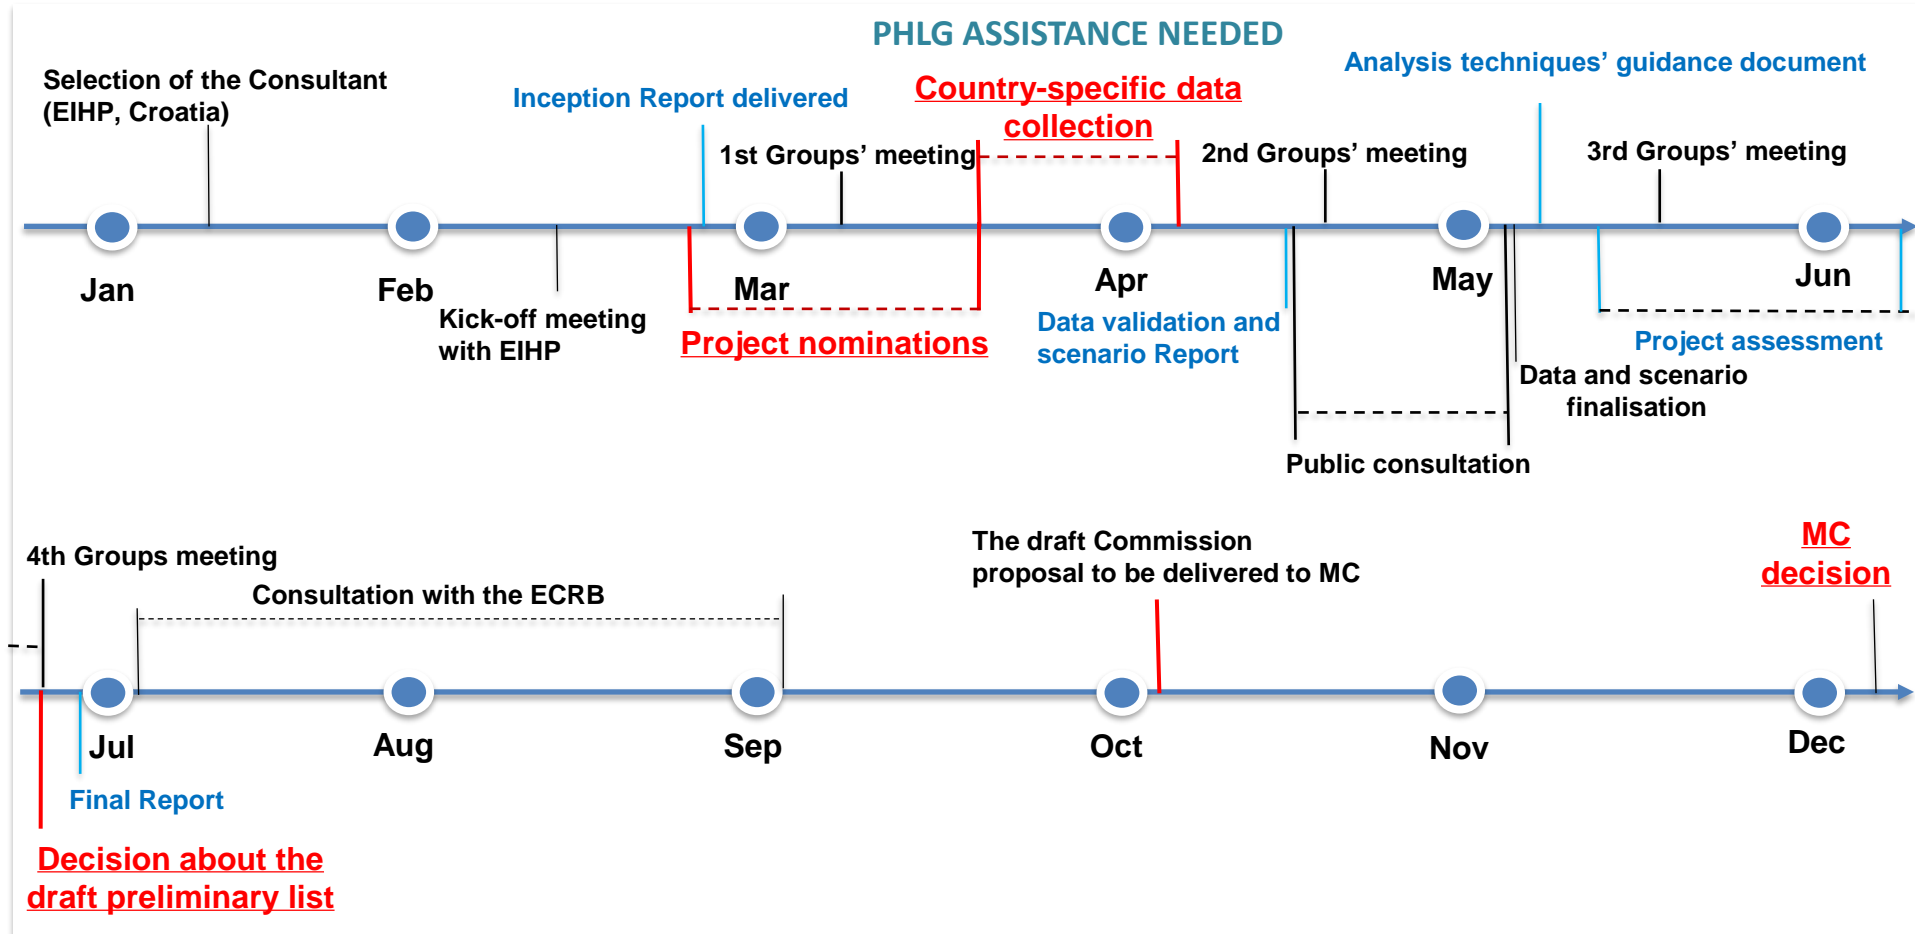 PHLG ASSISTANCE NEEDED
Selection of the Consultant
(EIHP, Croatia)
Inception Report delivered
Country-specific data
collection
Analysis techniques’ guidance document
1st Groups’ meeting
2nd Groups’ meeting
3rd Groups’ meeting
Jan
Feb
Mar
Apr
May
Jun
Kick-off meeting
with EIHP
Project nominations
Data validation and
scenario Report
Project assessment
Data and scenario
finalisation
Public consultation
4th Groups meeting
Consultation with the ECRB
The draft Commission
proposal to be delivered to MC
MC
decision
Jul
Aug
Sep
Oct
Nov
Dec
Final Report
Decision about the
draft preliminary list